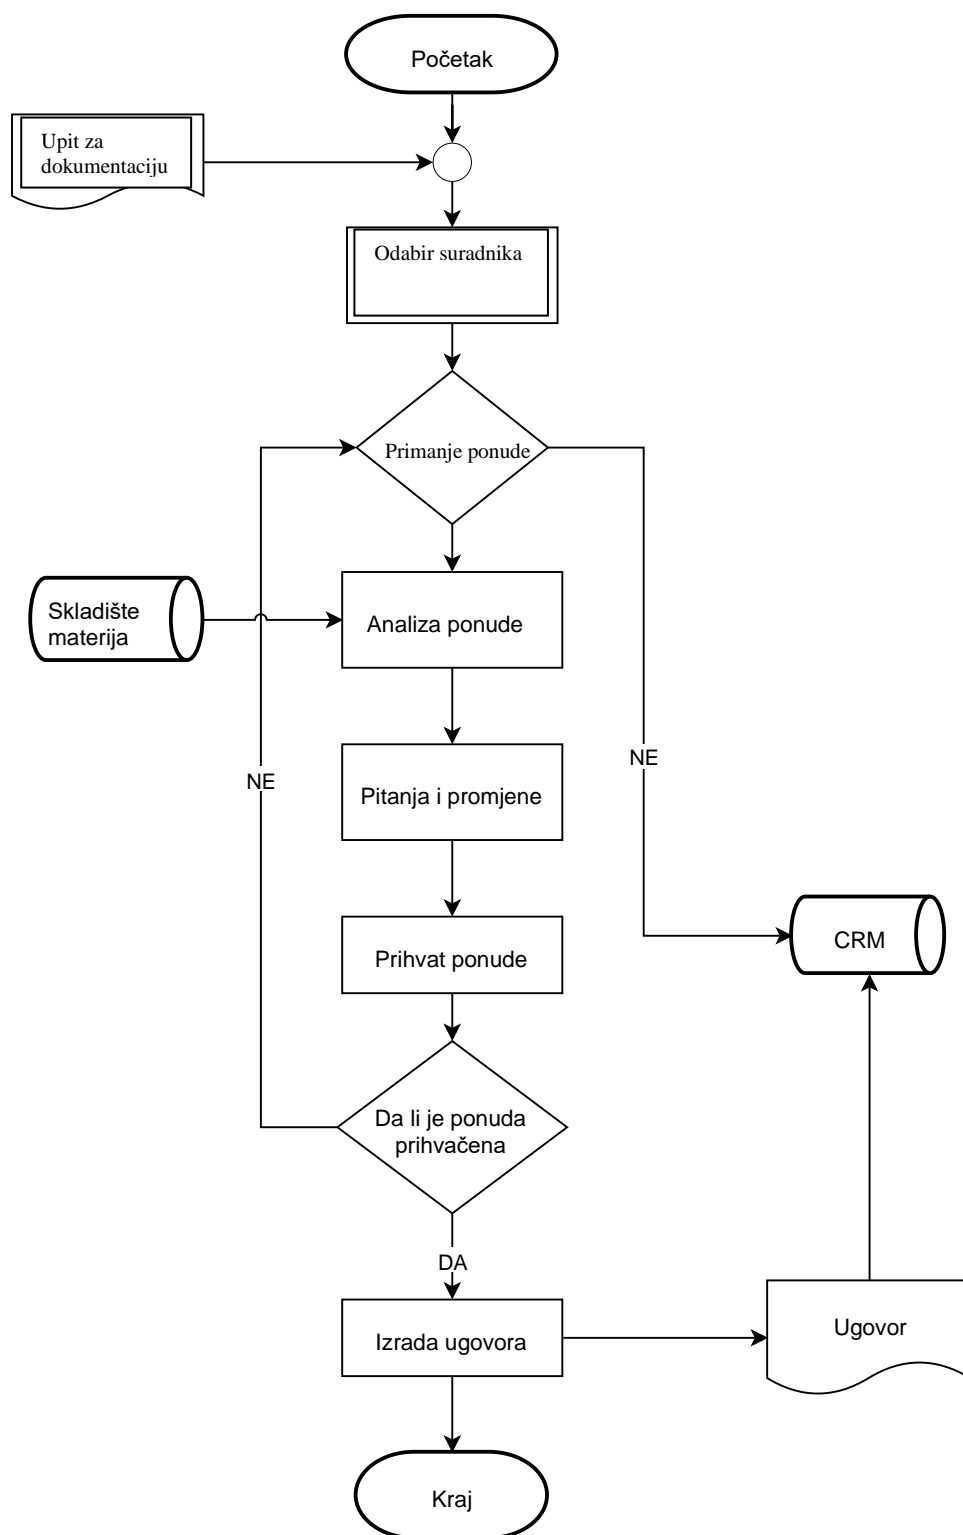 Početak
Upit za
dokumentaciju
Odabir suradnika
Primanje ponude
Skladište
materija
Analiza ponude
NE
NE
Pitanja i promjene
CRM
Prihvat ponude
Da li je ponuda
prihvačena
DA
Izrada ugovora
Ugovor
Kraj